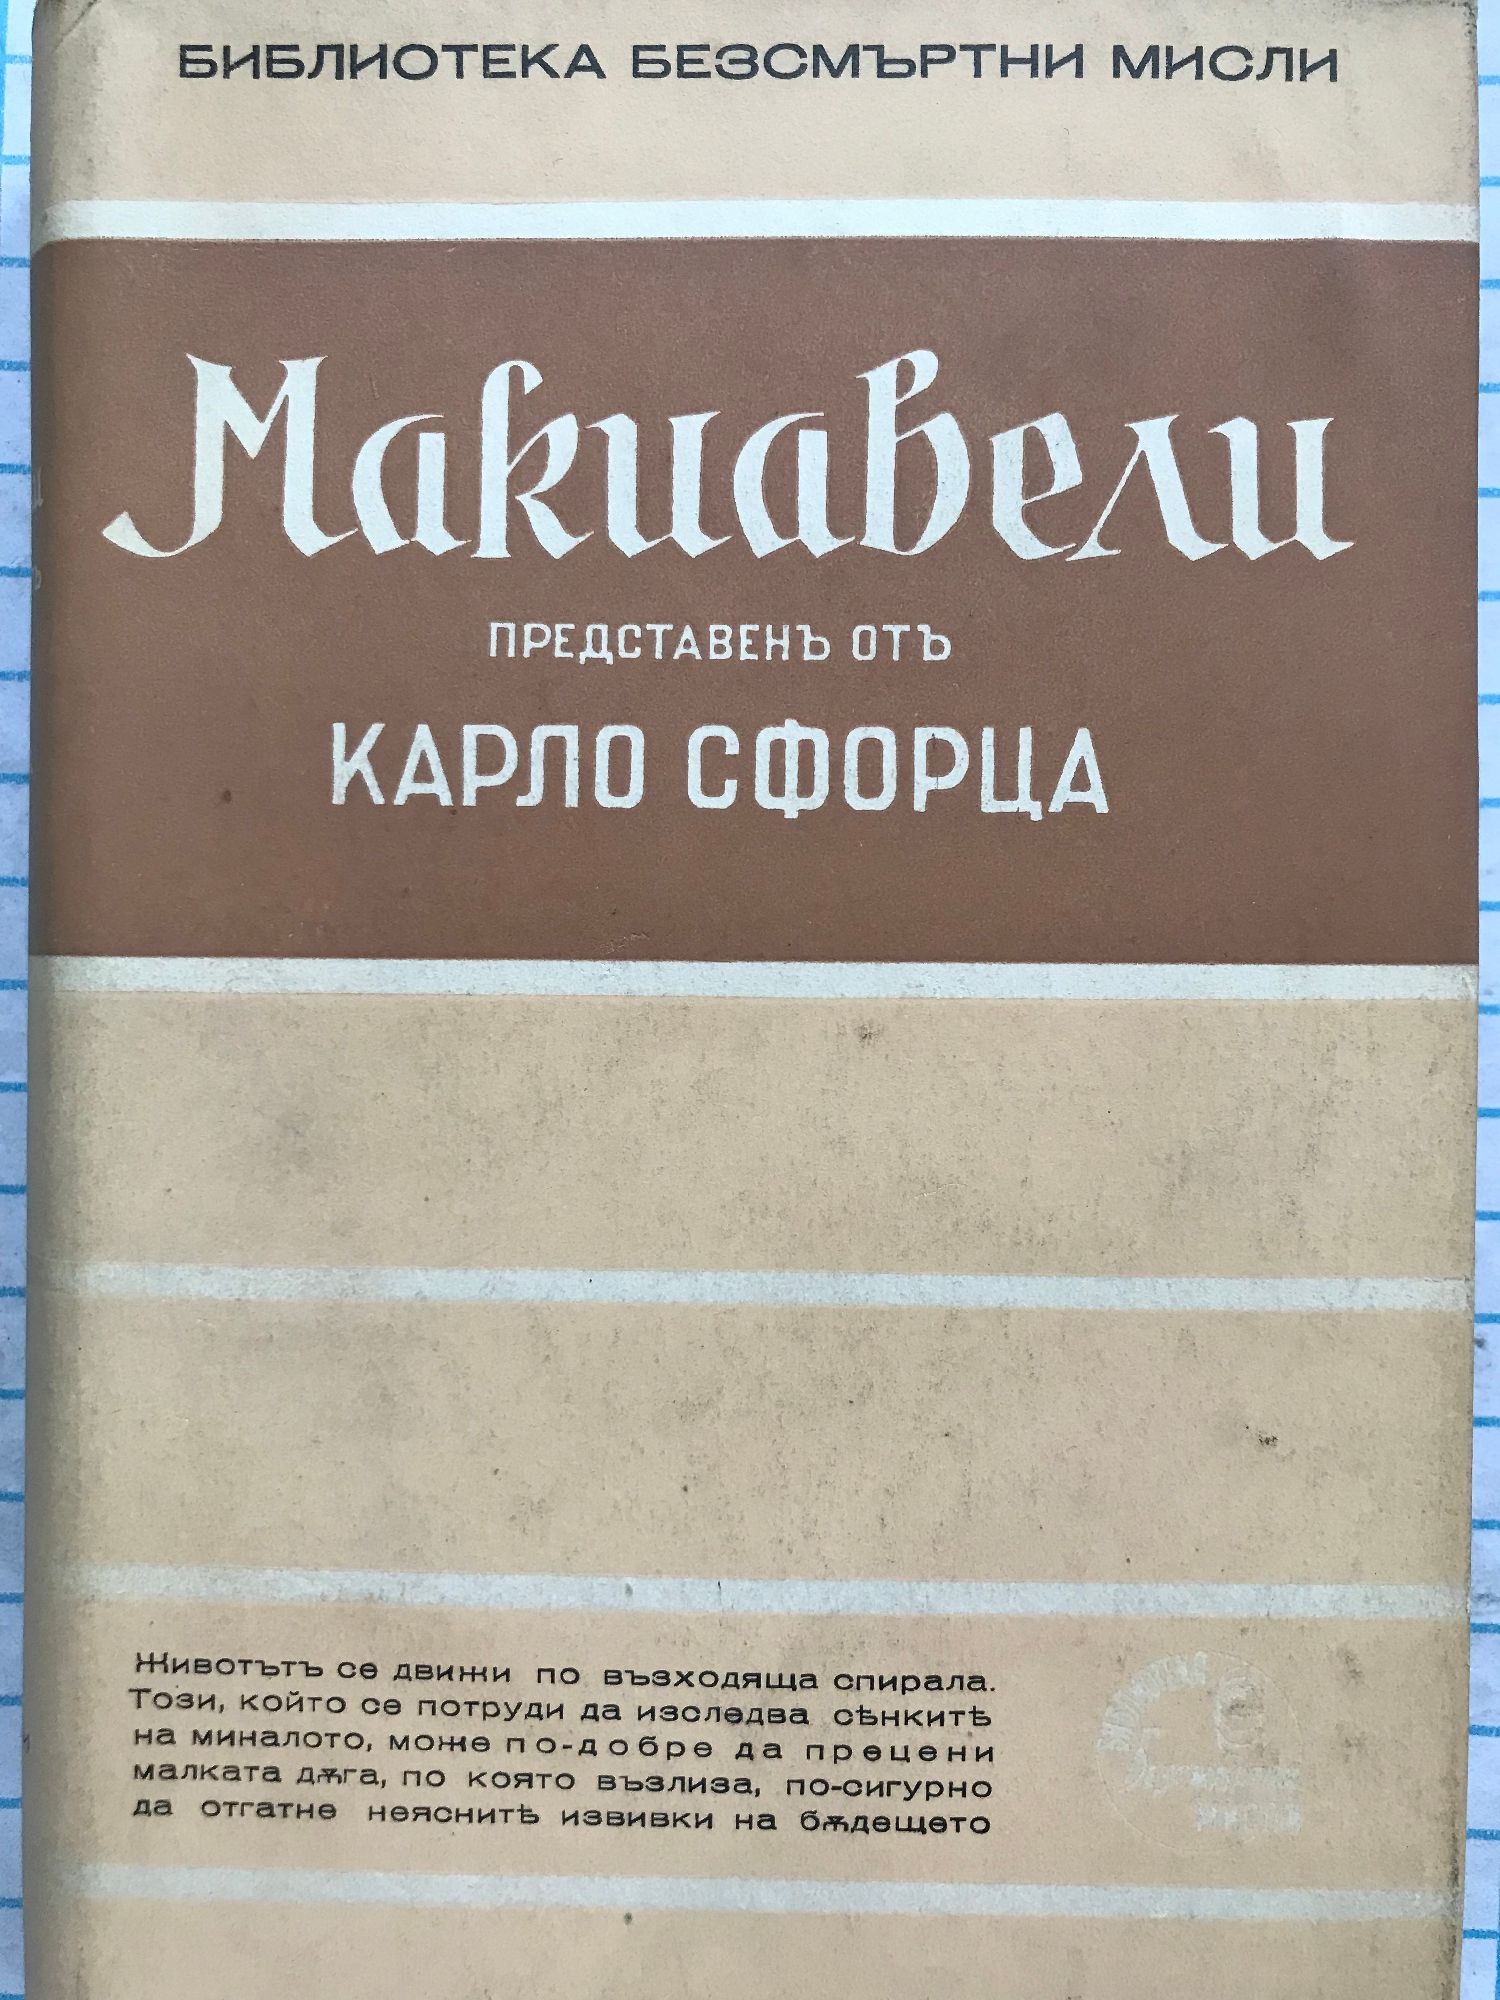 БИБЛИОТЕКА БЕЗСМЪРТНИ МИСЛИ
Макиавели
ПРЕДСТАВЕНЪ ОТЪ
КАРЛО СФОРЦА
Животътъ се движи по възходяща спирала.
Този, който се потруди да изследва сѣнкитѣ
на миналото, може по-добре да прецени
малката дѫга, по която възлиза, по-сигурно
да отгатне неяснитѣ извивки на бѫдещето